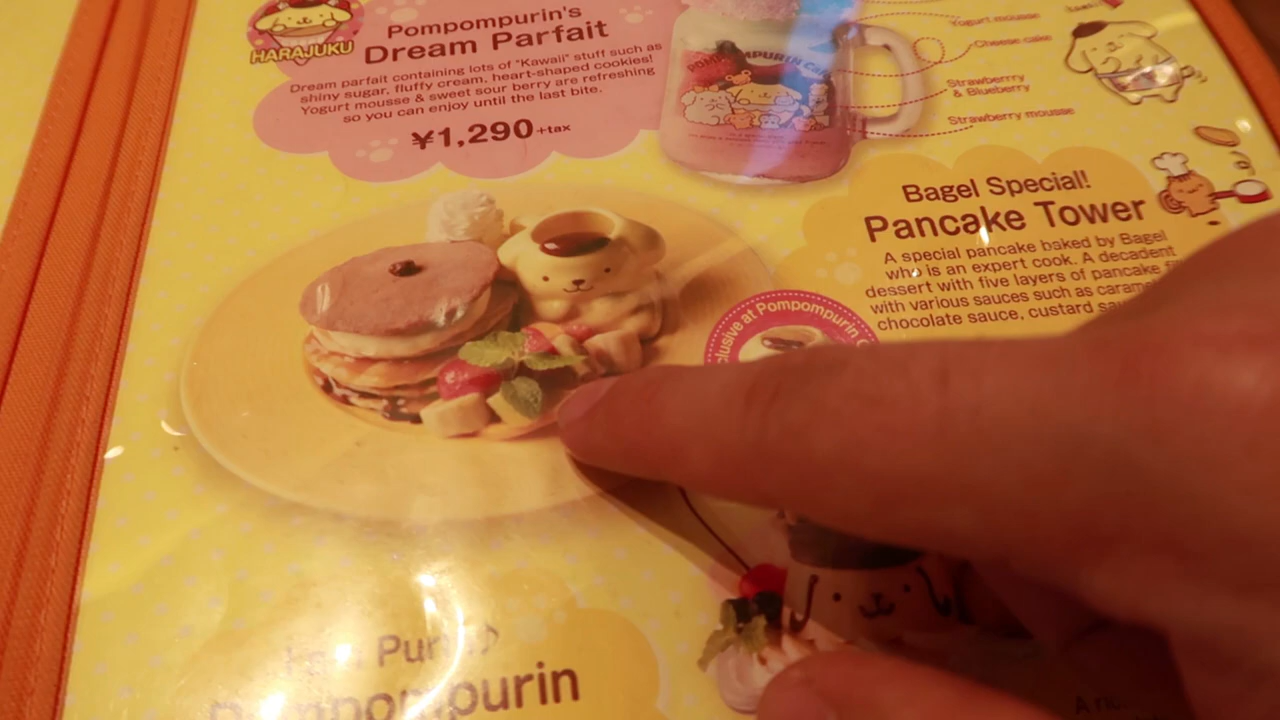 HARAJUKU
Pompompurin's
Dream Parfait
Dream parfait containing lots of "Kawaii" stuff such as
shiny sugar, fluffy cream, heart-shaped cookies!
Yogurt mousse & sweet sour berry are refreshing
so you can enjoy until the last bite.
¥1,290+tax
Yogurt mousse
Cheese cake
Strawberry
& Blueberry
Strawberry mousse
Bagel Special!
Pancake Tower
A special pancake baked by Bagel
who is an expert cook. A decadent
dessert with five layers of pancake
with various sauces such as
chocolate sauce, custard
at Pompompurin
Pompompurin